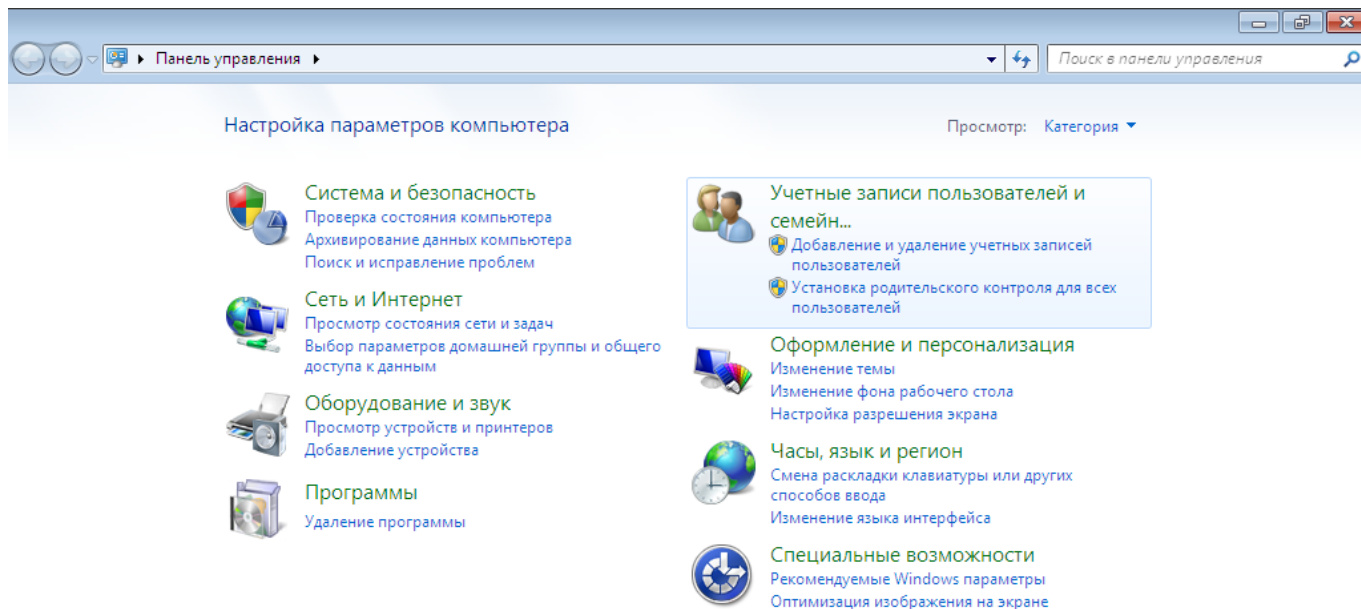 Панель управления
Поиск в панели управления
Настройка параметров компьютера
Просмотр: Категория
Система и безопасность
Проверка состояния компьютера
Архивирование данных компьютера
Поиск и исправление проблем
Сеть и Интернет
Просмотр состояния сети и задач
Выбор параметров домашней группы и общего
доступа к данным
Оборудование и звук
Просмотр устройств и принтеров
Добавление устройства
Программы
Удаление программы
Учетные записи пользователей и
семейн...
Добавление и удаление учетных записей
пользователей
Установка родительского контроля для всех
пользователей
Оформление и персонализация
Изменение темы
Изменение фона рабочего стола
Настройка разрешения экрана
Часы, язык и регион
Смена раскладки клавиатуры или других
способов ввода
Изменение языка интерфейса
Специальные возможности
Рекомендуемые Windows параметры
Оптимизация изображения на экране